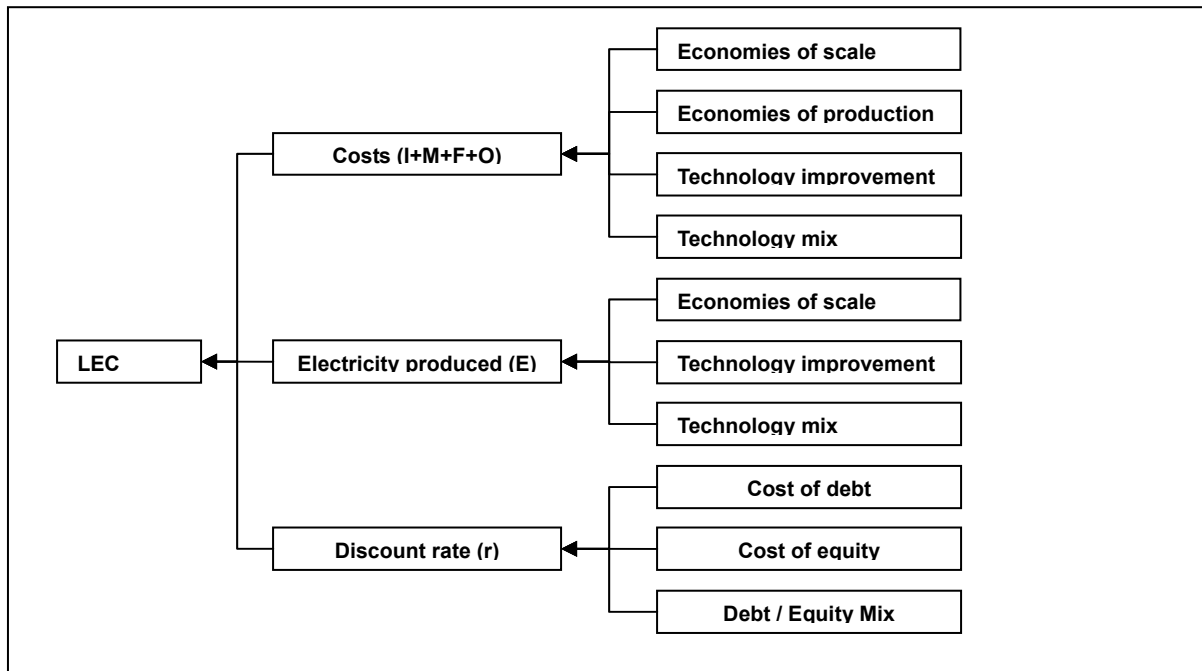 Economies of scale
Economies of production
Costs (I+M+F+O)
Technology improvement
Technology mix
Economies of scale
LEC
Electricity produced (E)
Technology improvement
Technology mix
Cost of debt
Discount rate (r)
Cost of equity
Debt / Equity Mix